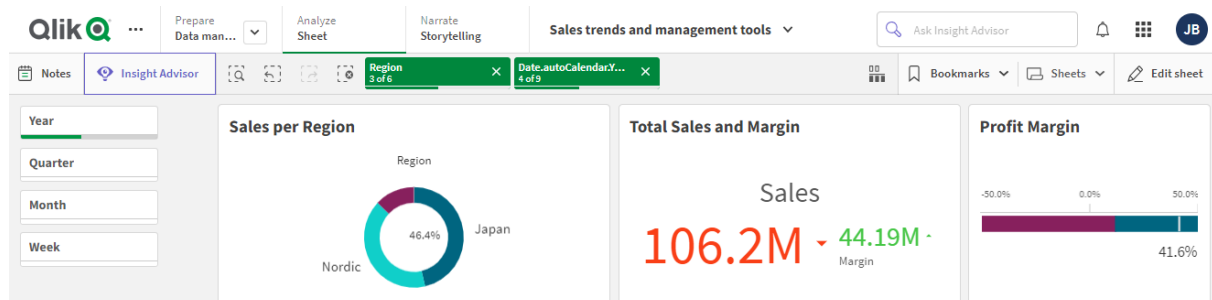 Qlik
Prepare
Data man...
Analyze
Sheet
Narrate
Storytelling
Sales trends and management tools
Ask Insight Advisor
JB
Notes
Insight Advisor
Region
3 of 6
Date.autoCalendar.Y...
4 of 9
Bookmarks
Sheets
Edit sheet
Year
Quarter
Month
Week
Sales per Region
Region
46.4%
Japan
Nordic
Total Sales and Margin
Sales
106.2M
44.19M
Margin
Profit Margin
-50.0% 0.0% 50.0%
41.6%